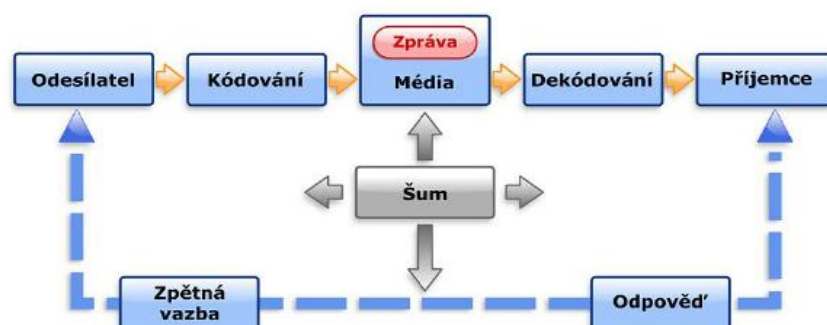 Zpráva
Odesílatel
Kódování
Média
Dekódování
Příjemce
Šum
Zpětná
vazba
Odpověď